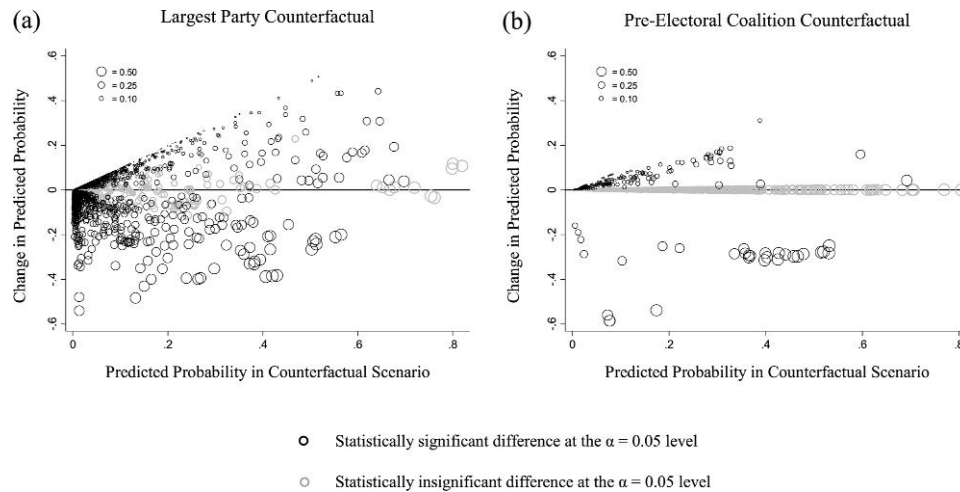 (a) Largest Party Counterfactual
Change in Predicted Probability
.6
.4
.2
0
-.2
-.4
-.6
= 0.50
= 0.25
= 0.10
0 .2 .4 .6 .8
Predicted Probability in Counterfactual Scenario
(b) Pre-Electoral Coalition Counterfactual
Change in Predicted Probability
.6
.4
.2
0
-.2
-.4
-.6
= 0.50
= 0.25
= 0.10
0 .2 .4 .6 .8
Predicted Probability in Counterfactual Scenario
Statistically significant difference at the α = 0.05 level
Statistically insignificant difference at the α = 0.05 level